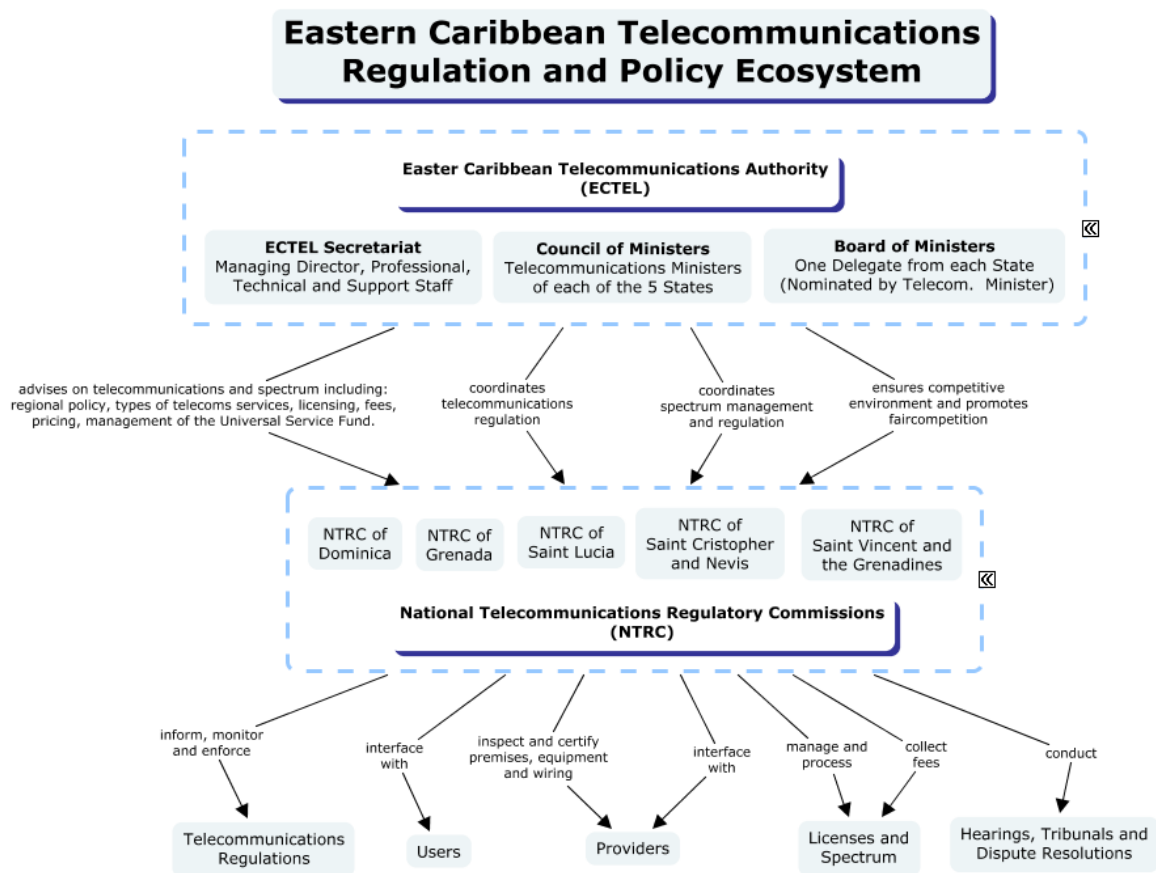 Eastern Caribbean Telecommunications
Regulation and Policy Ecosystem
Easter Caribbean Telecommunications Authority
(ECTEL)
ECTEL Secretariat
Managing Director, Professional,
Technical and Support Staff
Council of Ministers
Telecommunications Ministers
of each of the 5 States
Board of Ministers
One Delegate from each State
(Nominated by Telecom. Minister)
advises on telecommunications and spectrum including:
regional policy, types of telecoms services, licensing, fees,
pricing, management of the Universal Service Fund.
coordinates
telecommunications
regulation
coordinates
spectrum management
and regulation
ensures competitive
environment and promotes
faircompetition
NTRC of
Dominica
NTRC of
Grenada
NTRC of
Saint Lucia
NTRC of
Saint Cristopher
and Nevis
NTRC of
Saint Vincent and
the Grenadines
National Telecommunications Regulatory Commissions
(NTRC)
inform, monitor
and enforce
interface
with
inspect and certify
premises, equipment
and wiring
interface
with
manage and
process
collect
fees
conduct
Telecommunications
Regulations
Users
Providers
Licenses and
Spectrum
Hearings, Tribunals and
Dispute Resolutions